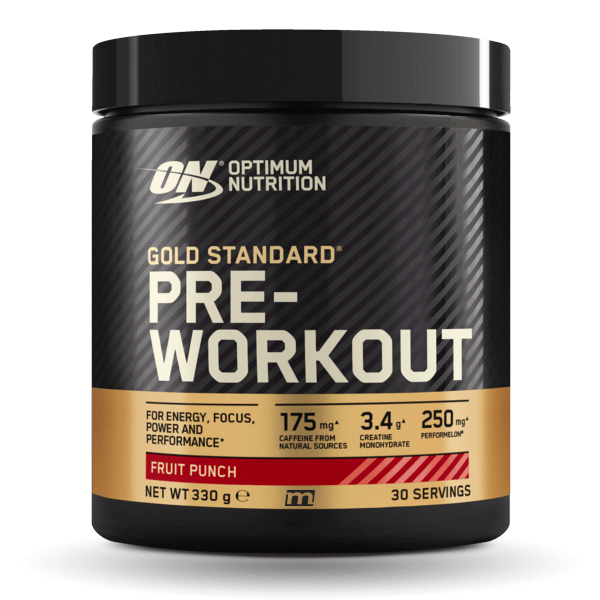 ON® OPTIMUM
NUTRITION
GOLD STANDARD®
PRE-
WORKOUT
FOR ENERGY, FOCUS,
POWER AND
PERFORMANCE*
175 mg▲
CAFFEINE FROM
NATURAL SOURCES
3.4 g▲
CREATINE
MONOHYDRATE
250 mg▲
PERFORMELON®
FRUIT PUNCH
NET WT 330 g ℮
m
30 SERVINGS